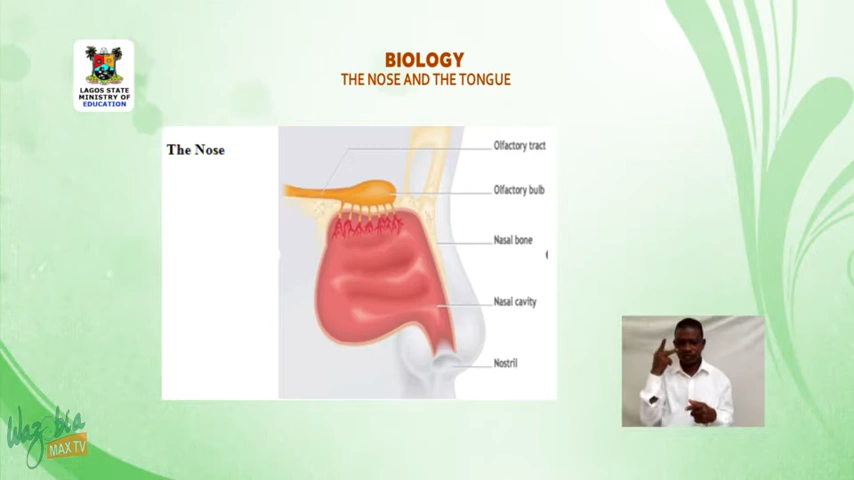 BIOLOGY
THE NOSE AND THE TONGUE
LAGOS STATE
MINISTRY OF
EDUCATION
The Nose
Olfactory tract
Olfactory bulb
Nasal bone
Nasal cavity
Nostril
Wazobia
MAX TV